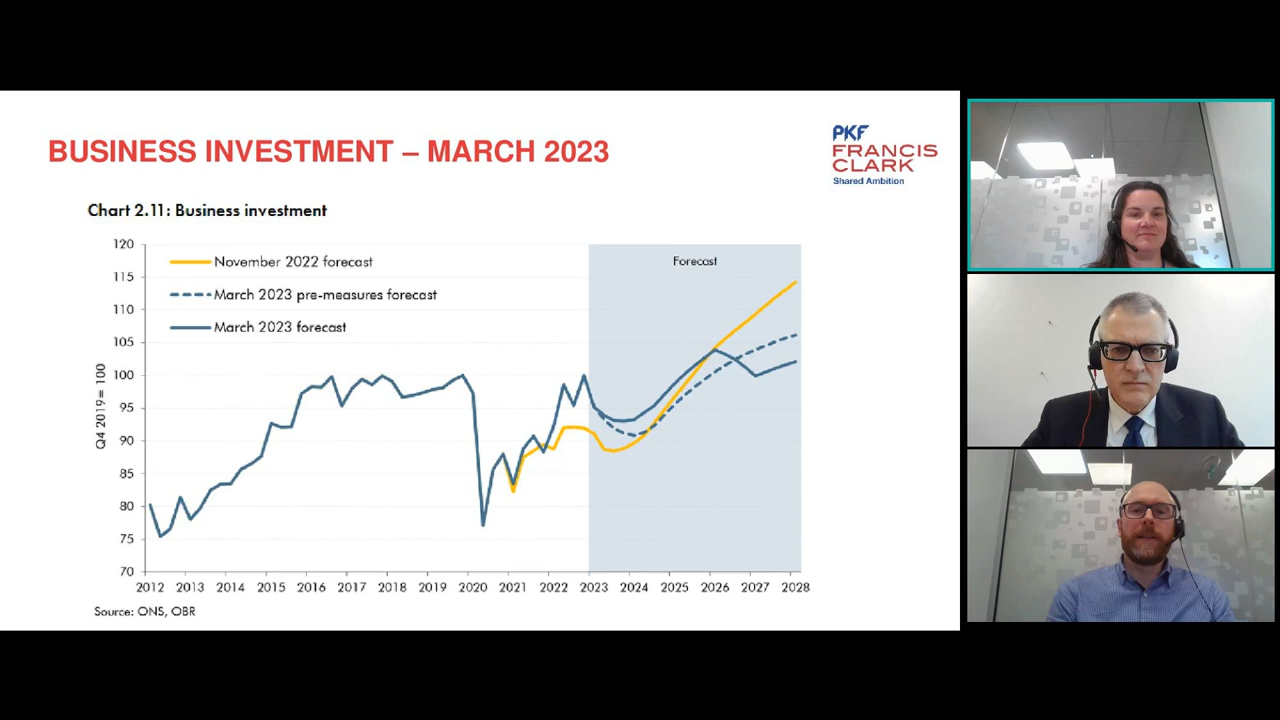 BUSINESS INVESTMENT – MARCH 2023
PKF
FRANCIS
CLARK
Shared Ambition
Chart 2.11: Business investment
120
115
110
105
100
95
90
85
80
75
70
Q4 2019= 100
November 2022 forecast
March 2023 pre-measures forecast
March 2023 forecast
Forecast
2012 2013 2014 2015 2016 2017 2018 2019 2020 2021 2022 2023 2024 2025 2026 2027 2028
Source: ONS, OBR